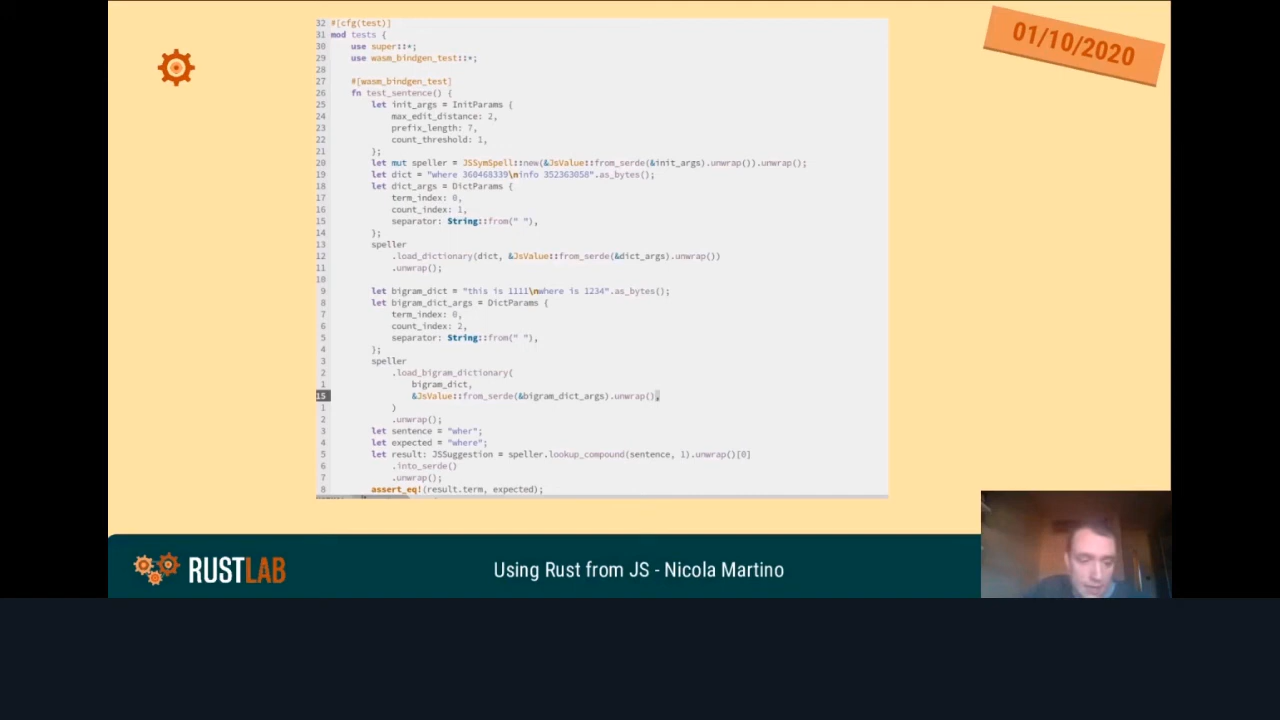 32 #[cfg(test)]
31 mod tests {
30 use super::*;
29 use wasm_bindgen_test::*;
28
27 #[wasm_bindgen_test]
26 fn test_sentence() {
25 let init_args = InitParams {
24 max_edit_distance: 2,
23 prefix_length: 7,
22 count_threshold: 1,
21 };
20 let mut speller = JSSymSpell::new(&JsValue::from_serde(&init_args).unwrap()).unwrap();
19 let dict = "where 360468339\ninfo 352363058".as_bytes();
18 let dict_args = DictParams {
17 term_index: 0,
16 count_index: 1,
15 separator: String::from(" "),
14 };
13 speller
12 .load_dictionary(dict, &JsValue::from_serde(&dict_args).unwrap())
11 .unwrap();
10
9 let bigram_dict = "this is 1111\nwhere is 1234".as_bytes();
8 let bigram_dict_args = DictParams {
7 term_index: 0,
6 count_index: 2,
5 separator: String::from(" "),
4 };
3 speller
2 .load_bigram_dictionary(
1 bigram_dict,
15 &JsValue::from_serde(&bigram_dict_args).unwrap(),
1 )
2 .unwrap();
3 let sentence = "wher";
4 let expected = "where";
5 let result: JSSuggestion = speller.lookup_compound(sentence, 1).unwrap()[0]
6 .into_serde()
7 .unwrap();
8 assert_eq!(result.term, expected);
01/10/2020
RUSTLAB
Using Rust from JS - Nicola Martino